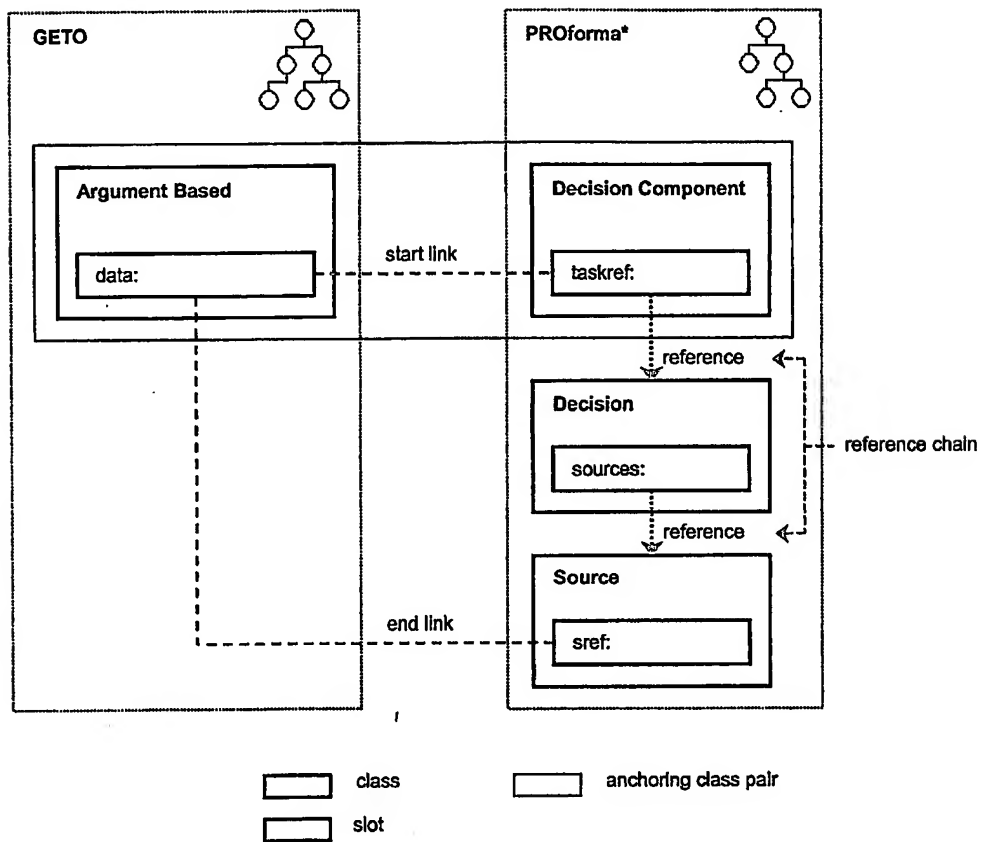 GETO
PROforma*
Argument Based
Decision Component
data:
start link
taskref:
reference
Decision
reference chain
sources:
reference
Source
end link
sref:
class
anchoring class pair
slot